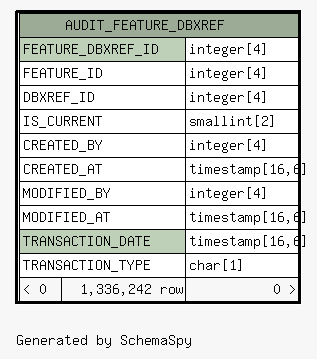 AUDIT_FEATURE_DBXREF
FEATURE_DBXREF_ID integer[4]
FEATURE_ID integer[4]
DBXREF_ID integer[4]
IS_CURRENT smallint[2]
CREATED_BY integer[4]
CREATED_AT timestamp[16,6]
MODIFIED_BY integer[4]
MODIFIED_AT timestamp[16,6]
TRANSACTION_DATE timestamp[16,6]
TRANSACTION_TYPE char[1]
< 0 1,336,242 row 0 >
Generated by SchemaSpy